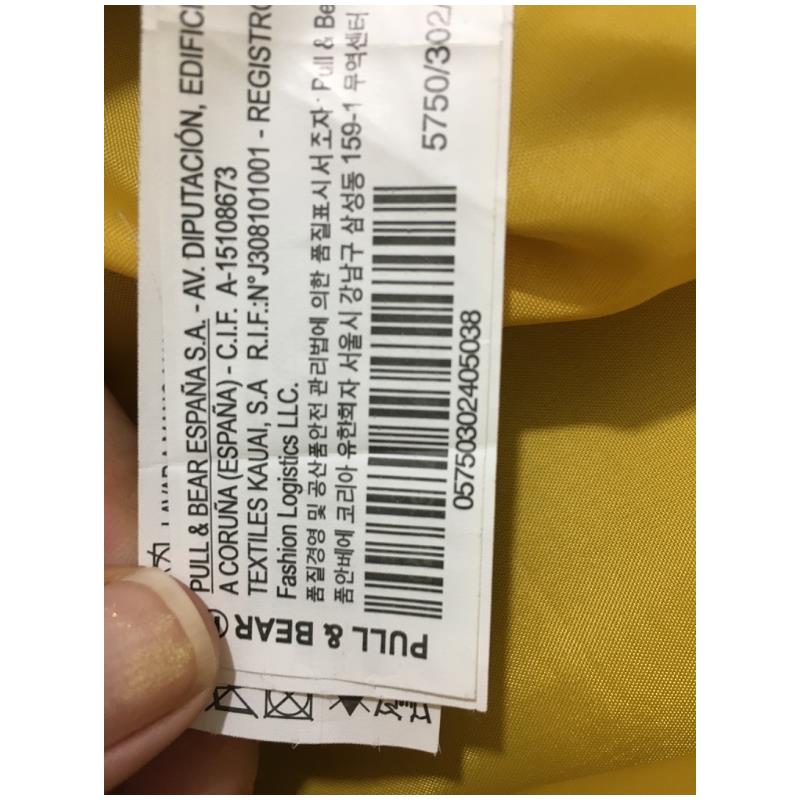 PULL & BEAR ESPAÑA S.A. - AV. DIPUTACIÓN, EDIFICI
A CORUÑA (ESPAÑA) - C.I.F. A-15108673
TEXTILES KAUAI, S.A R.I.F.:N°J308101001 - REGISTRO
Fashion Logistics LLC.
품질경영 및 공산품안전 관리법에 의한 품질표시서 조자 · Pull & Be
품안베에 코리아 유한회자 서울시 강남구 삼성동 159-1 무역센터
5750/302
05750302405038
PULL & BEAR